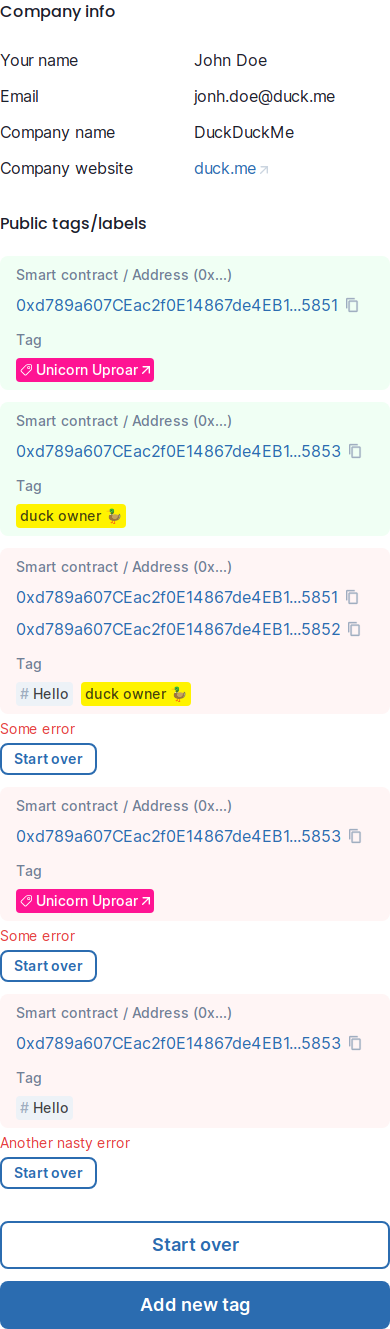 Company info
Your name John Doe
Email jonh.doe@duck.me
Company name DuckDuckMe
Company website duck.me
Public tags/labels
Smart contract / Address (0x...)
0xd789a607CEac2f0E14867de4EB1...5851
Tag
Unicorn Uproar
Smart contract / Address (0x...)
0xd789a607CEac2f0E14867de4EB1...5853
Tag
duck owner 🦆
Smart contract / Address (0x...)
0xd789a607CEac2f0E14867de4EB1...5851
0xd789a607CEac2f0E14867de4EB1...5852
Tag
# Hello duck owner 🦆
Some error
Start over
Smart contract / Address (0x...)
0xd789a607CEac2f0E14867de4EB1...5853
Tag
Unicorn Uproar
Some error
Start over
Smart contract / Address (0x...)
0xd789a607CEac2f0E14867de4EB1...5853
Tag
# Hello
Another nasty error
Start over
Start over
Add new tag